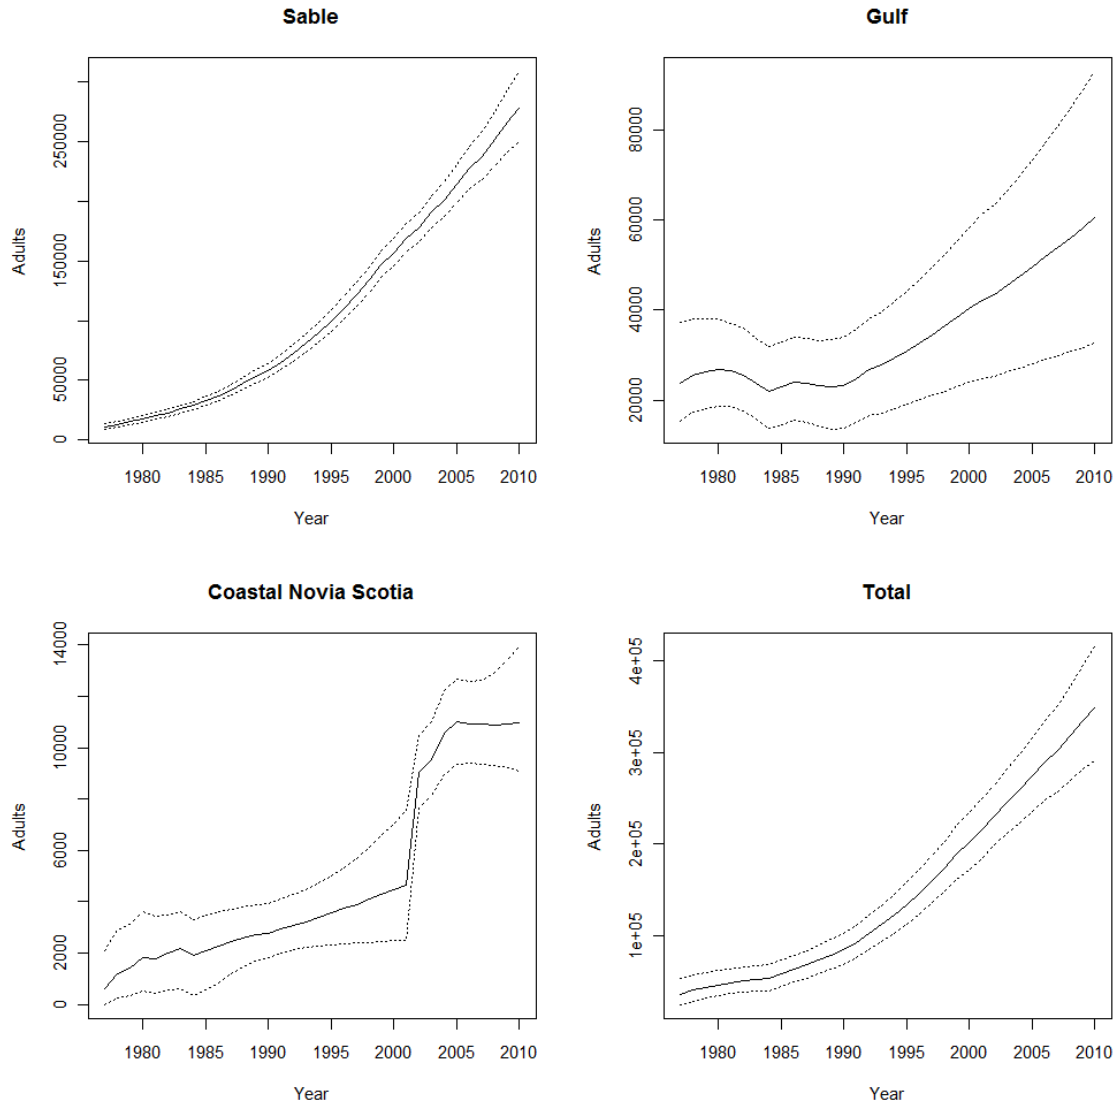 Sable
Adults
250000
150000
50000
0
1980 1985 1990 1995 2000 2005 2010
Year
Gulf
Adults
80000
60000
40000
20000
1980 1985 1990 1995 2000 2005 2010
Year
Coastal Novia Scotia
Adults
14000
10000
6000
2000
0
1980 1985 1990 1995 2000 2005 2010
Year
Total
Adults
4e+05
3e+05
2e+05
1e+05
1980 1985 1990 1995 2000 2005 2010
Year